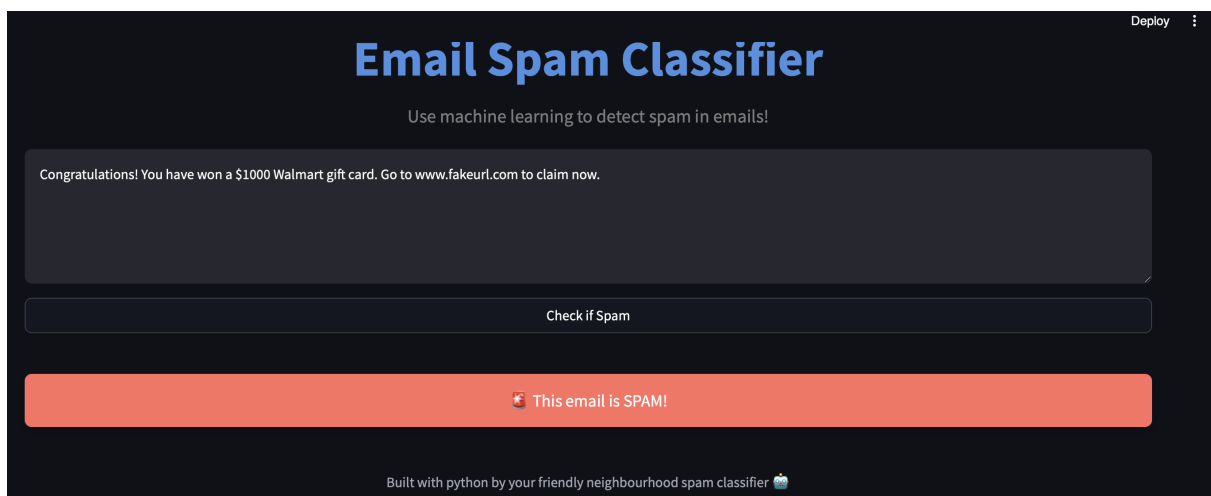 Deploy
Email Spam Classifier
Use machine learning to detect spam in emails!
Congratulations! You have won a $1000 Walmart gift card. Go to www.fakeurl.com to claim now.
Check if Spam
🚨 This email is SPAM!
Built with python by your friendly neighbourhood spam classifier 🤖